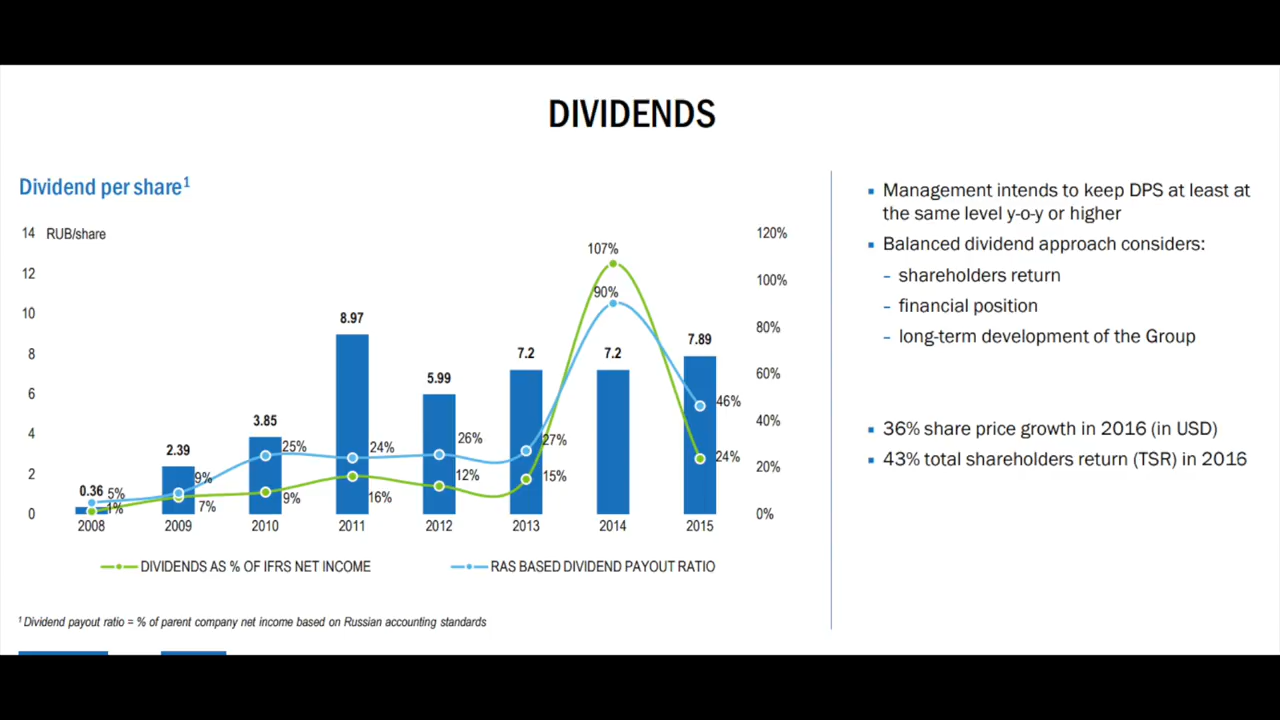 DIVIDENDS
Dividend per share1
14 RUB/share 120%
107%
12 100%
90%
10 8.97 80%
8 7.2 7.2 7.89
6 5.99 60%
46%
4 3.85 26% 27% 40%
25% 24%
2 2.39 9% 12% 15% 24% 20%
0.36 5% 1% 7% 9% 16%
0 0%
2008 2009 2010 2011 2012 2013 2014 2015
DIVIDENDS AS % OF IFRS NET INCOME RAS BASED DIVIDEND PAYOUT RATIO
1 Dividend payout ratio = % of parent company net income based on Russian accounting standards
▪ Management intends to keep DPS at least at
the same level y-o-y or higher
▪ Balanced dividend approach considers:
– shareholders return
– financial position
– long-term development of the Group
▪ 36% share price growth in 2016 (in USD)
▪ 43% total shareholders return (TSR) in 2016